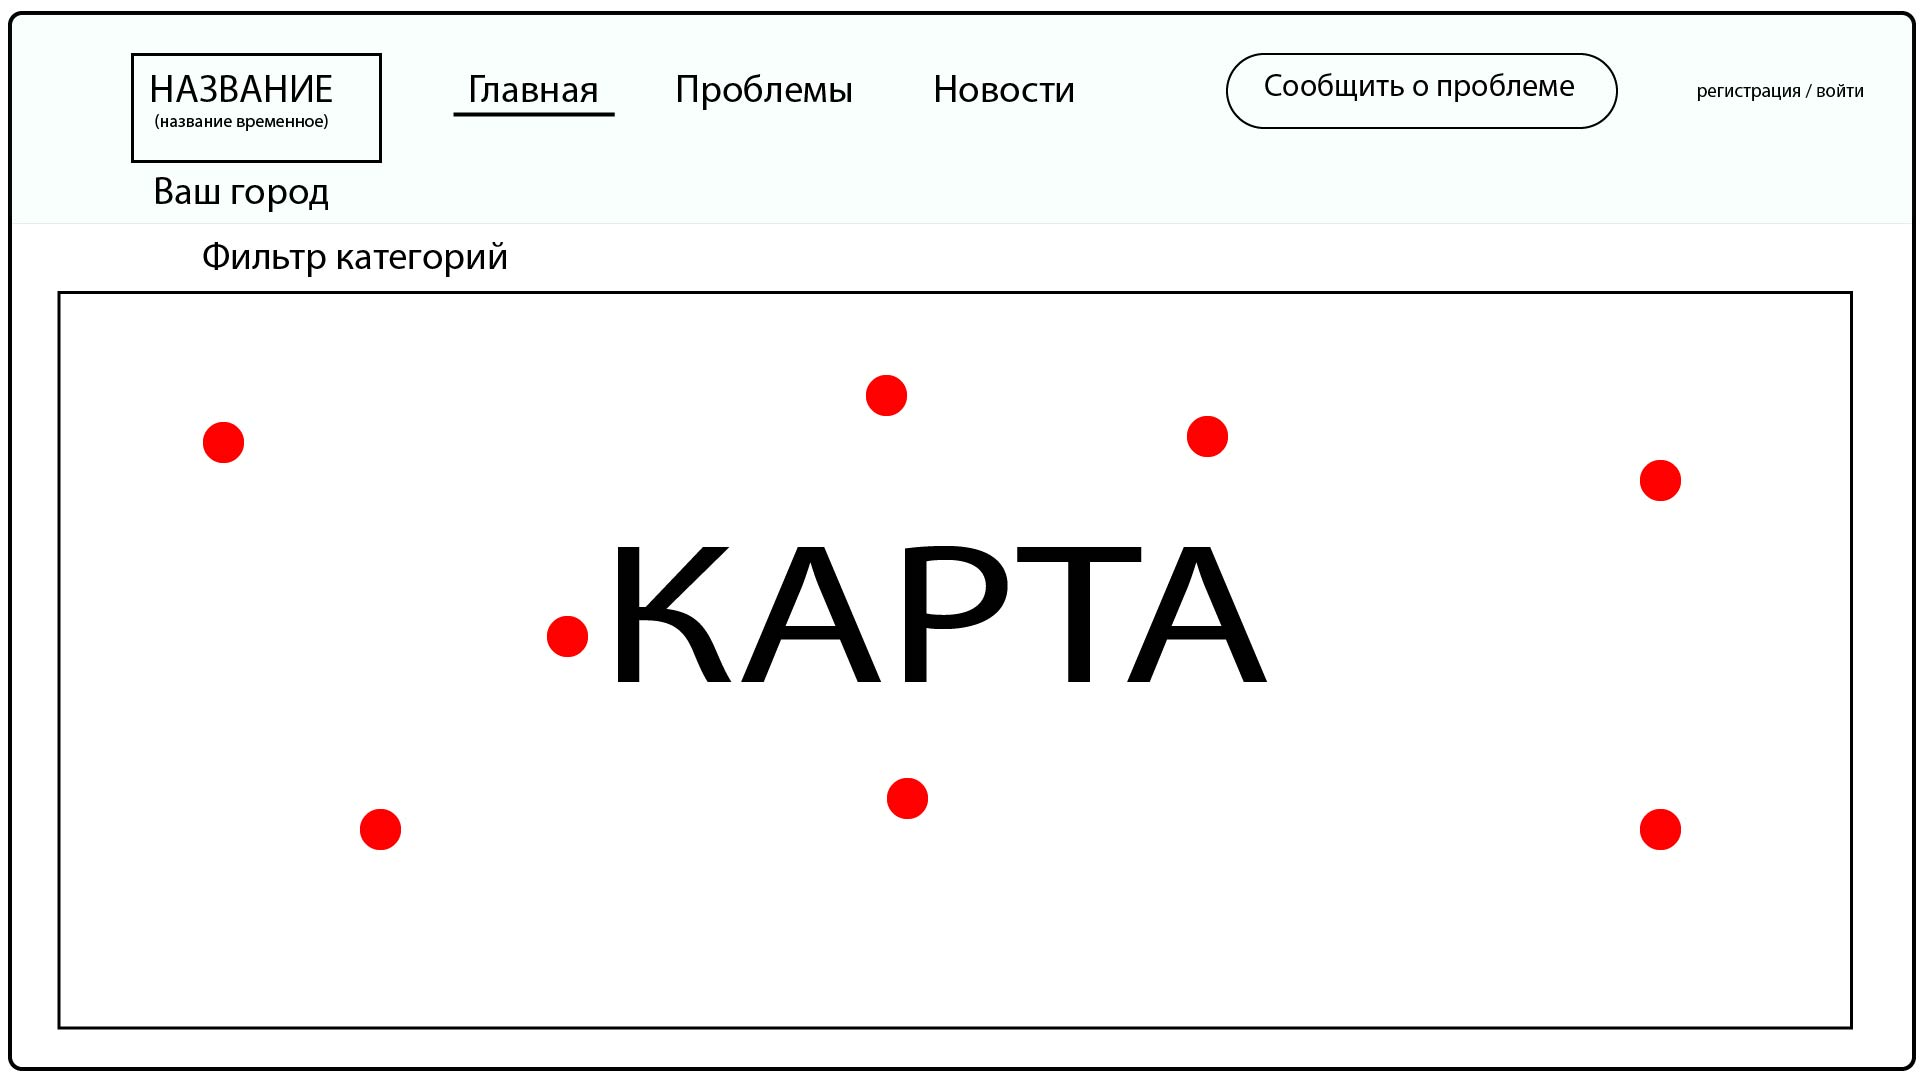 НАЗВАНИЕ
(название временное)
Ваш город
Главная
Проблемы
Новости
Сообщить о проблеме
регистрация / войти
Фильтр категорий
КАРТА